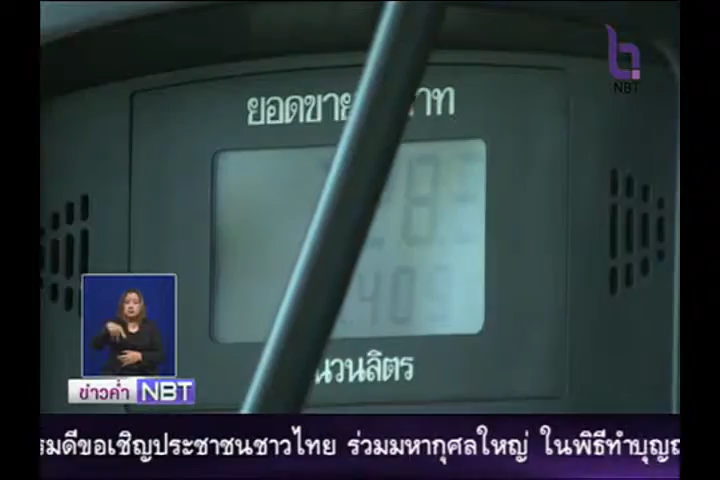 NBT
ยอดขาย าท
8.
409
นวนลิตร
ข่าวค่ำ NBT
รมดีขอเชิญประชาชนชาวไทย ร่วมมหากุศลใหญ่ ในพิธีทำบุญ